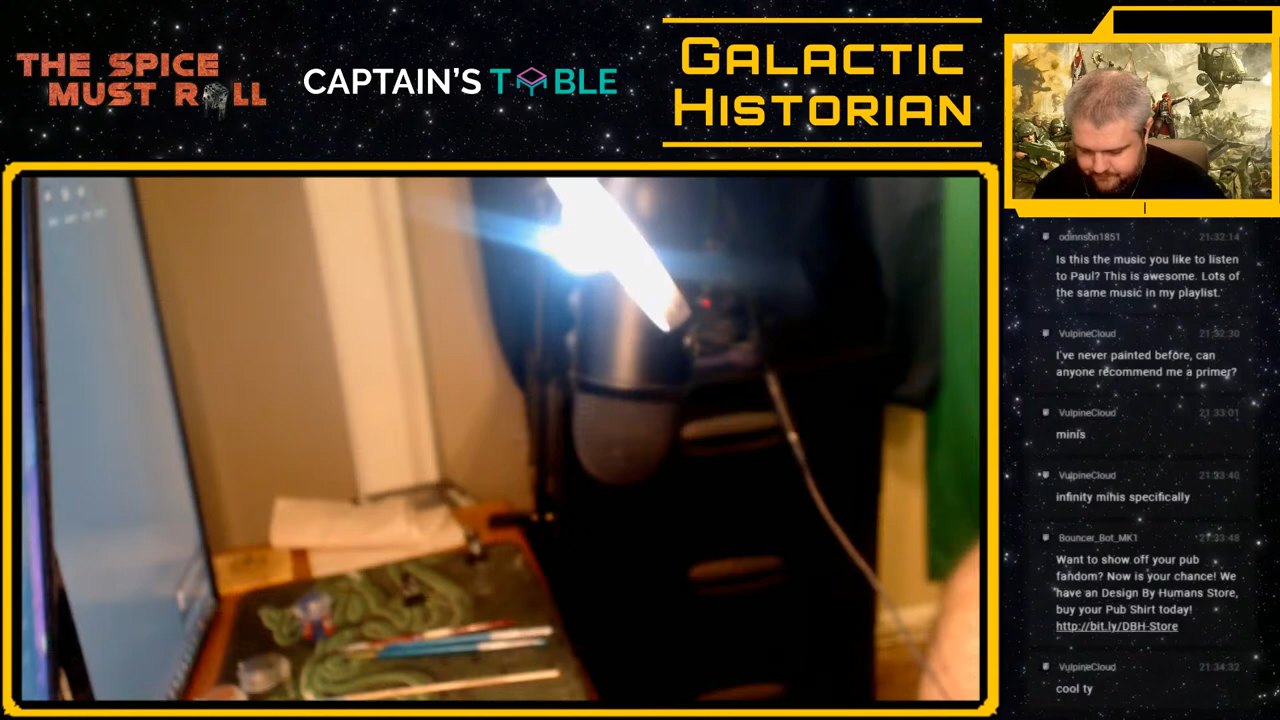 THE SPICE
MUST ROLL
CAPTAIN'S TABLE
GALACTIC
HISTORIAN
odinnson1851 21:32:14
Is this the music you like to listen
to Paul? This is awesome. Lots of
the same music in my playlist.
VulpineCloud 21:32:30
I've never painted before, can
anyone recommend me a primer?
VulpineCloud 21:33:01
minis
VulpineCloud 21:33:40
infinity minis specifically
Bouncer_Bot_MK1 21:33:48
Want to show off your pub
fandom? Now is your chance! We
have an Design By Humans Store,
buy your Pub Shirt today!
http://bit.ly/DBH-Store
VulpineCloud 21:34:32
cool ty